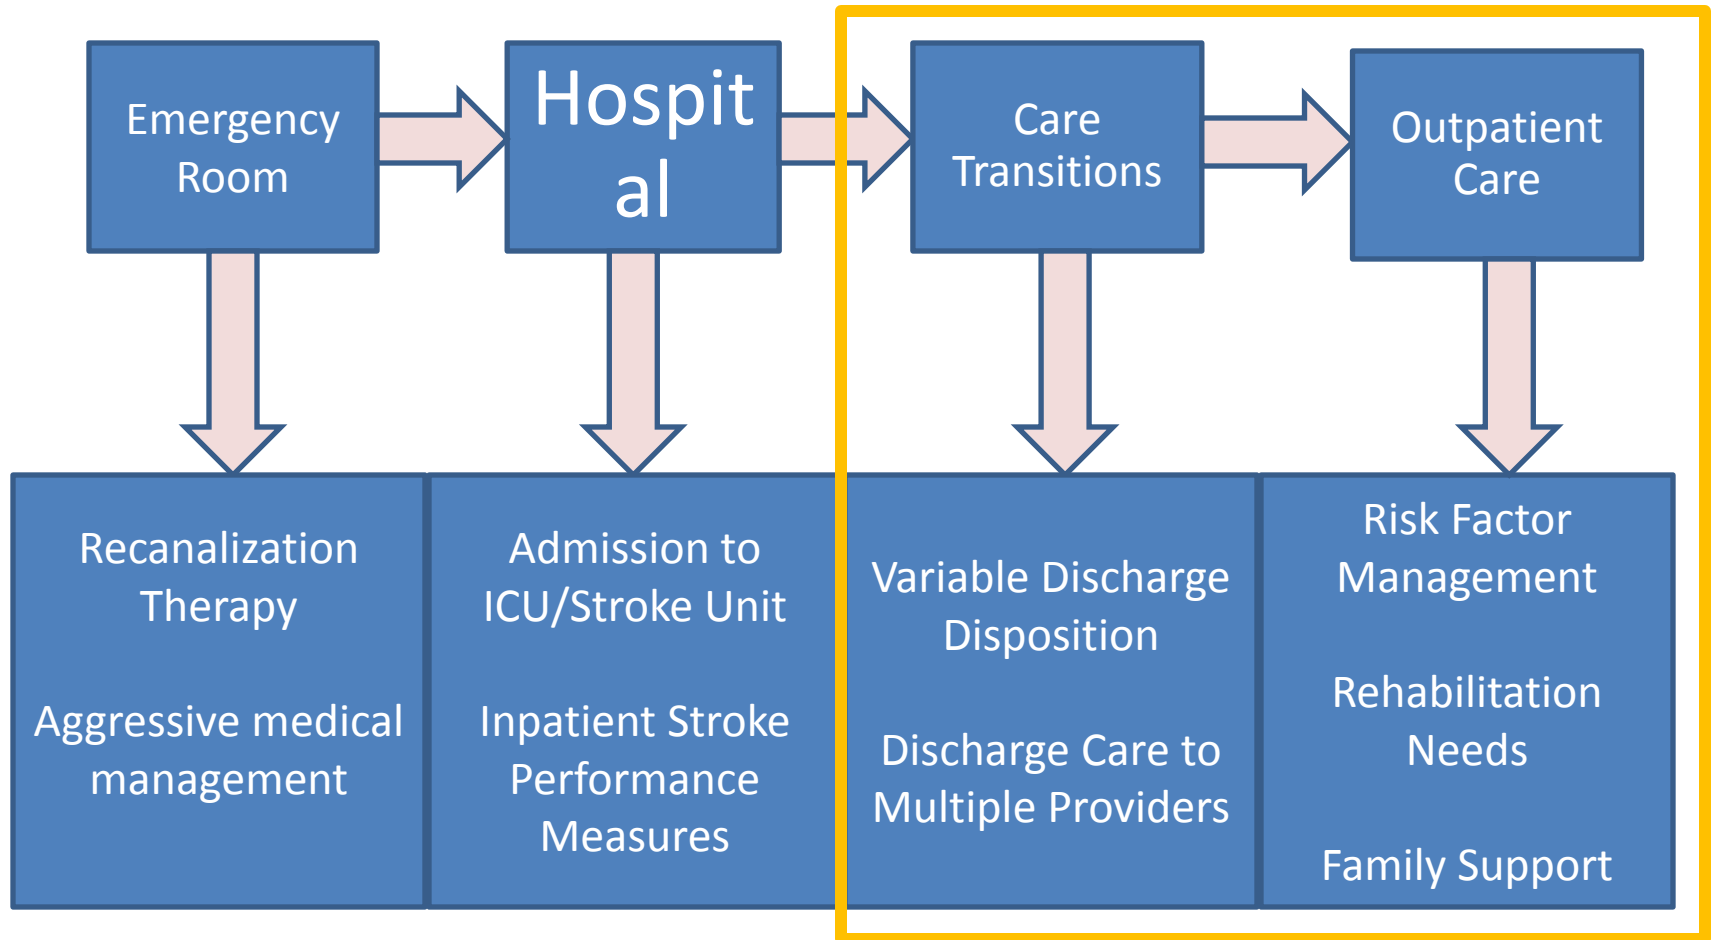 Emergency
Room
Hospit
al
Care
Transitions
Outpatient
Care
Recanalization
Therapy
Aggressive medical
management
Admission to
ICU/Stroke Unit
Inpatient Stroke
Performance
Measures
Variable Discharge
Disposition
Discharge Care to
Multiple Providers
Risk Factor
Management
Rehabilitation
Needs
Family Support